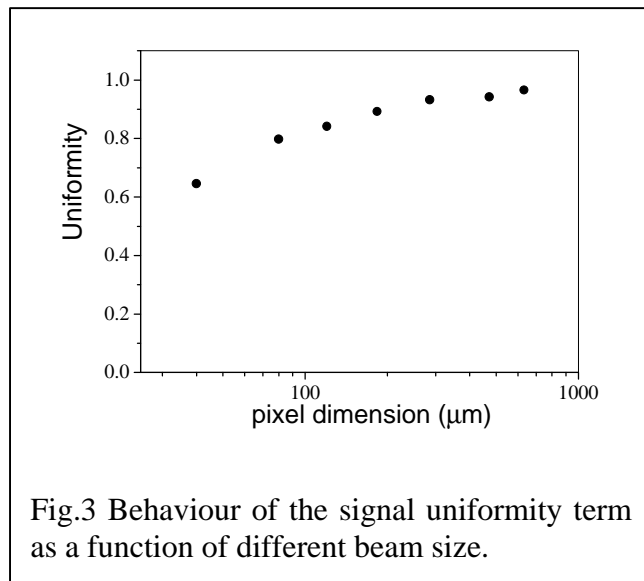 1.0
0.8
0.6
0.4
0.2
0.0
Uniformity
100
1000
pixel dimension (μm)
Fig.3 Behaviour of the signal uniformity term
as a function of different beam size.